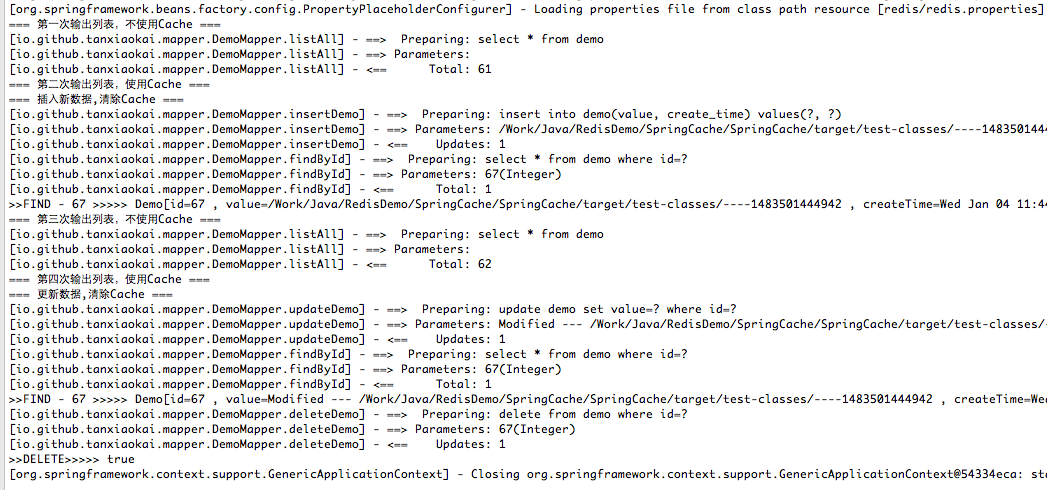 [org.springframework.beans.factory.config.PropertyPlaceholderConfigurer] - Loading properties file from class path resource [redis/redis.properties]
=== 第一次输出列表，不使用Cache ===
[io.github.tanxiaokai.mapper.DemoMapper.listAll] - ==>  Preparing: select * from demo
[io.github.tanxiaokai.mapper.DemoMapper.listAll] - ==> Parameters:
[io.github.tanxiaokai.mapper.DemoMapper.listAll] - <==      Total: 61
=== 第二次输出列表，使用Cache ===
=== 插入新数据,清除Cache ===
[io.github.tanxiaokai.mapper.DemoMapper.insertDemo] - ==>  Preparing: insert into demo(value, create_time) values(?, ?)
[io.github.tanxiaokai.mapper.DemoMapper.insertDemo] - ==> Parameters: /Work/Java/RedisDemo/SpringCache/SpringCache/target/test-classes/----1483501444
[io.github.tanxiaokai.mapper.DemoMapper.insertDemo] - <==    Updates: 1
[io.github.tanxiaokai.mapper.DemoMapper.findById] - ==>  Preparing: select * from demo where id=?
[io.github.tanxiaokai.mapper.DemoMapper.findById] - ==> Parameters: 67(Integer)
[io.github.tanxiaokai.mapper.DemoMapper.findById] - <==      Total: 1
>>FIND - 67 >>>>> Demo[id=67 , value=/Work/Java/RedisDemo/SpringCache/SpringCache/target/test-classes/----1483501444942 , createTime=Wed Jan 04 11:44
=== 第三次输出列表，不使用Cache ===
[io.github.tanxiaokai.mapper.DemoMapper.listAll] - ==>  Preparing: select * from demo
[io.github.tanxiaokai.mapper.DemoMapper.listAll] - ==> Parameters:
[io.github.tanxiaokai.mapper.DemoMapper.listAll] - <==      Total: 62
=== 第四次输出列表，使用Cache ===
=== 更新数据,清除Cache ===
[io.github.tanxiaokai.mapper.DemoMapper.updateDemo] - ==>  Preparing: update demo set value=? where id=?
[io.github.tanxiaokai.mapper.DemoMapper.updateDemo] - ==> Parameters: Modified --- /Work/Java/RedisDemo/SpringCache/SpringCache/target/test-classes/-
[io.github.tanxiaokai.mapper.DemoMapper.updateDemo] - <==    Updates: 1
[io.github.tanxiaokai.mapper.DemoMapper.findById] - ==>  Preparing: select * from demo where id=?
[io.github.tanxiaokai.mapper.DemoMapper.findById] - ==> Parameters: 67(Integer)
[io.github.tanxiaokai.mapper.DemoMapper.findById] - <==      Total: 1
>>FIND - 67 >>>>> Demo[id=67 , value=Modified --- /Work/Java/RedisDemo/SpringCache/SpringCache/target/test-classes/----1483501444942 , createTime=Wed
[io.github.tanxiaokai.mapper.DemoMapper.deleteDemo] - ==>  Preparing: delete from demo where id=?
[io.github.tanxiaokai.mapper.DemoMapper.deleteDemo] - ==> Parameters: 67(Integer)
[io.github.tanxiaokai.mapper.DemoMapper.deleteDemo] - <==    Updates: 1
>>DELETE>>>>> true
[org.springframework.context.support.GenericApplicationContext] - Closing org.springframework.context.support.GenericApplicationContext@54334eca: sta